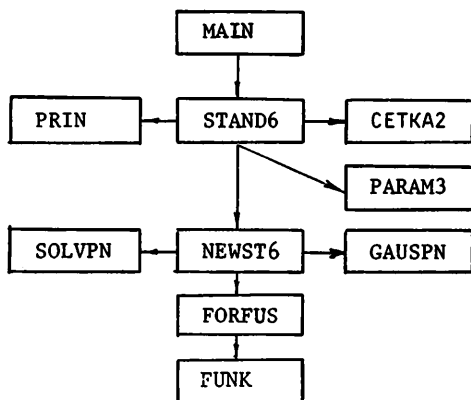 MAIN
PRIN
STAND6
CETKA2
PARAM3
SOLVPN
NEWST6
GAUSPN
FORFUS
FUNK